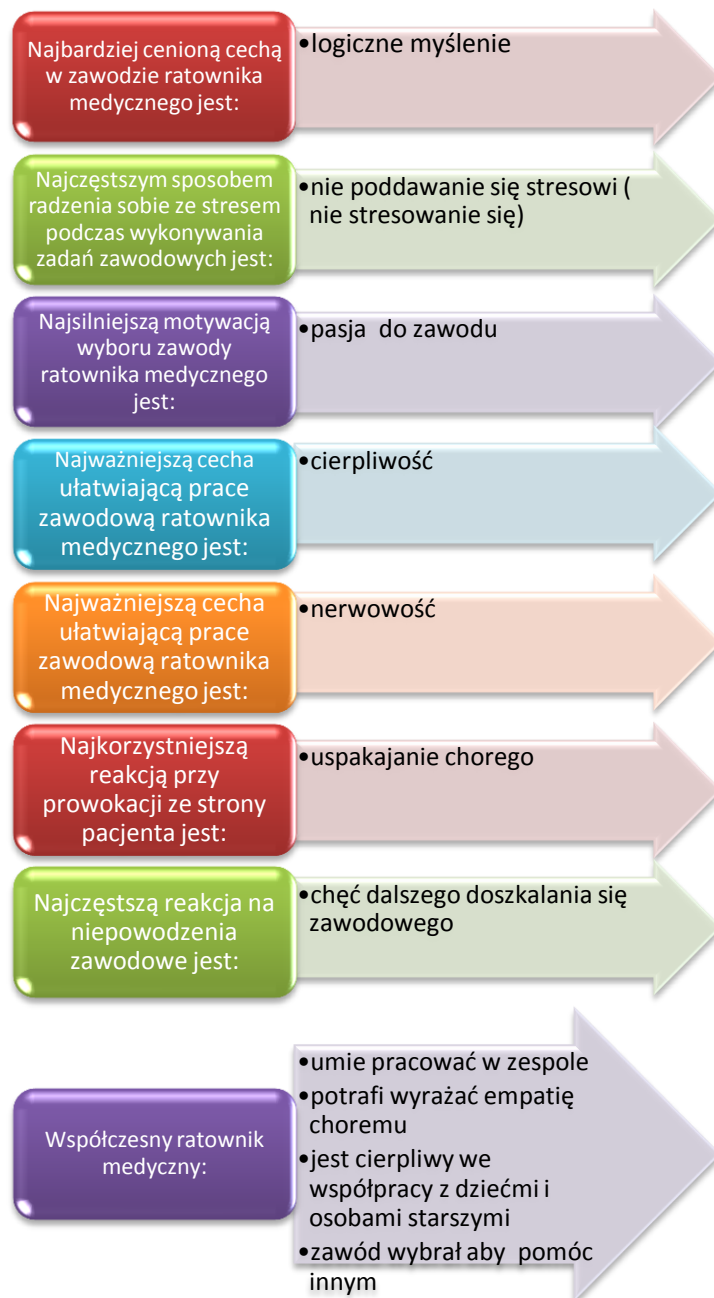 Najbardziej cenioną cechą
w zawodzie ratownika
medycznego jest:
•logiczne myślenie
Najczęstszym sposobem
radzenia sobie ze stresem
podczas wykonywania
zadań zawodowych jest:
•nie poddawanie się stresowi (
nie stresowanie się)
Najsilniejszą motywacją
wyboru zawody
ratownika medycznego
jest:
•pasja do zawodu
Najważniejszą cecha
ułatwiającą prace
zawodową ratownika
medycznego jest:
•cierpliwość
Najważniejszą cecha
ułatwiającą prace
zawodową ratownika
medycznego jest:
•nerwowość
Najkorzystniejszą
reakcją przy
prowokacji ze strony
pacjenta jest:
•uspakajanie chorego
Najczęstszą reakcja na
niepowodzenia
zawodowe jest:
•chęć dalszego doszkalania się
zawodowego
Współczesny ratownik
medyczny:
•umie pracować w zespole
•potrafi wyrażać empatię
choremu
•jest cierpliwy we
współpracy z dziećmi i
osobami starszymi
•zawód wybrał aby pomóc
innym